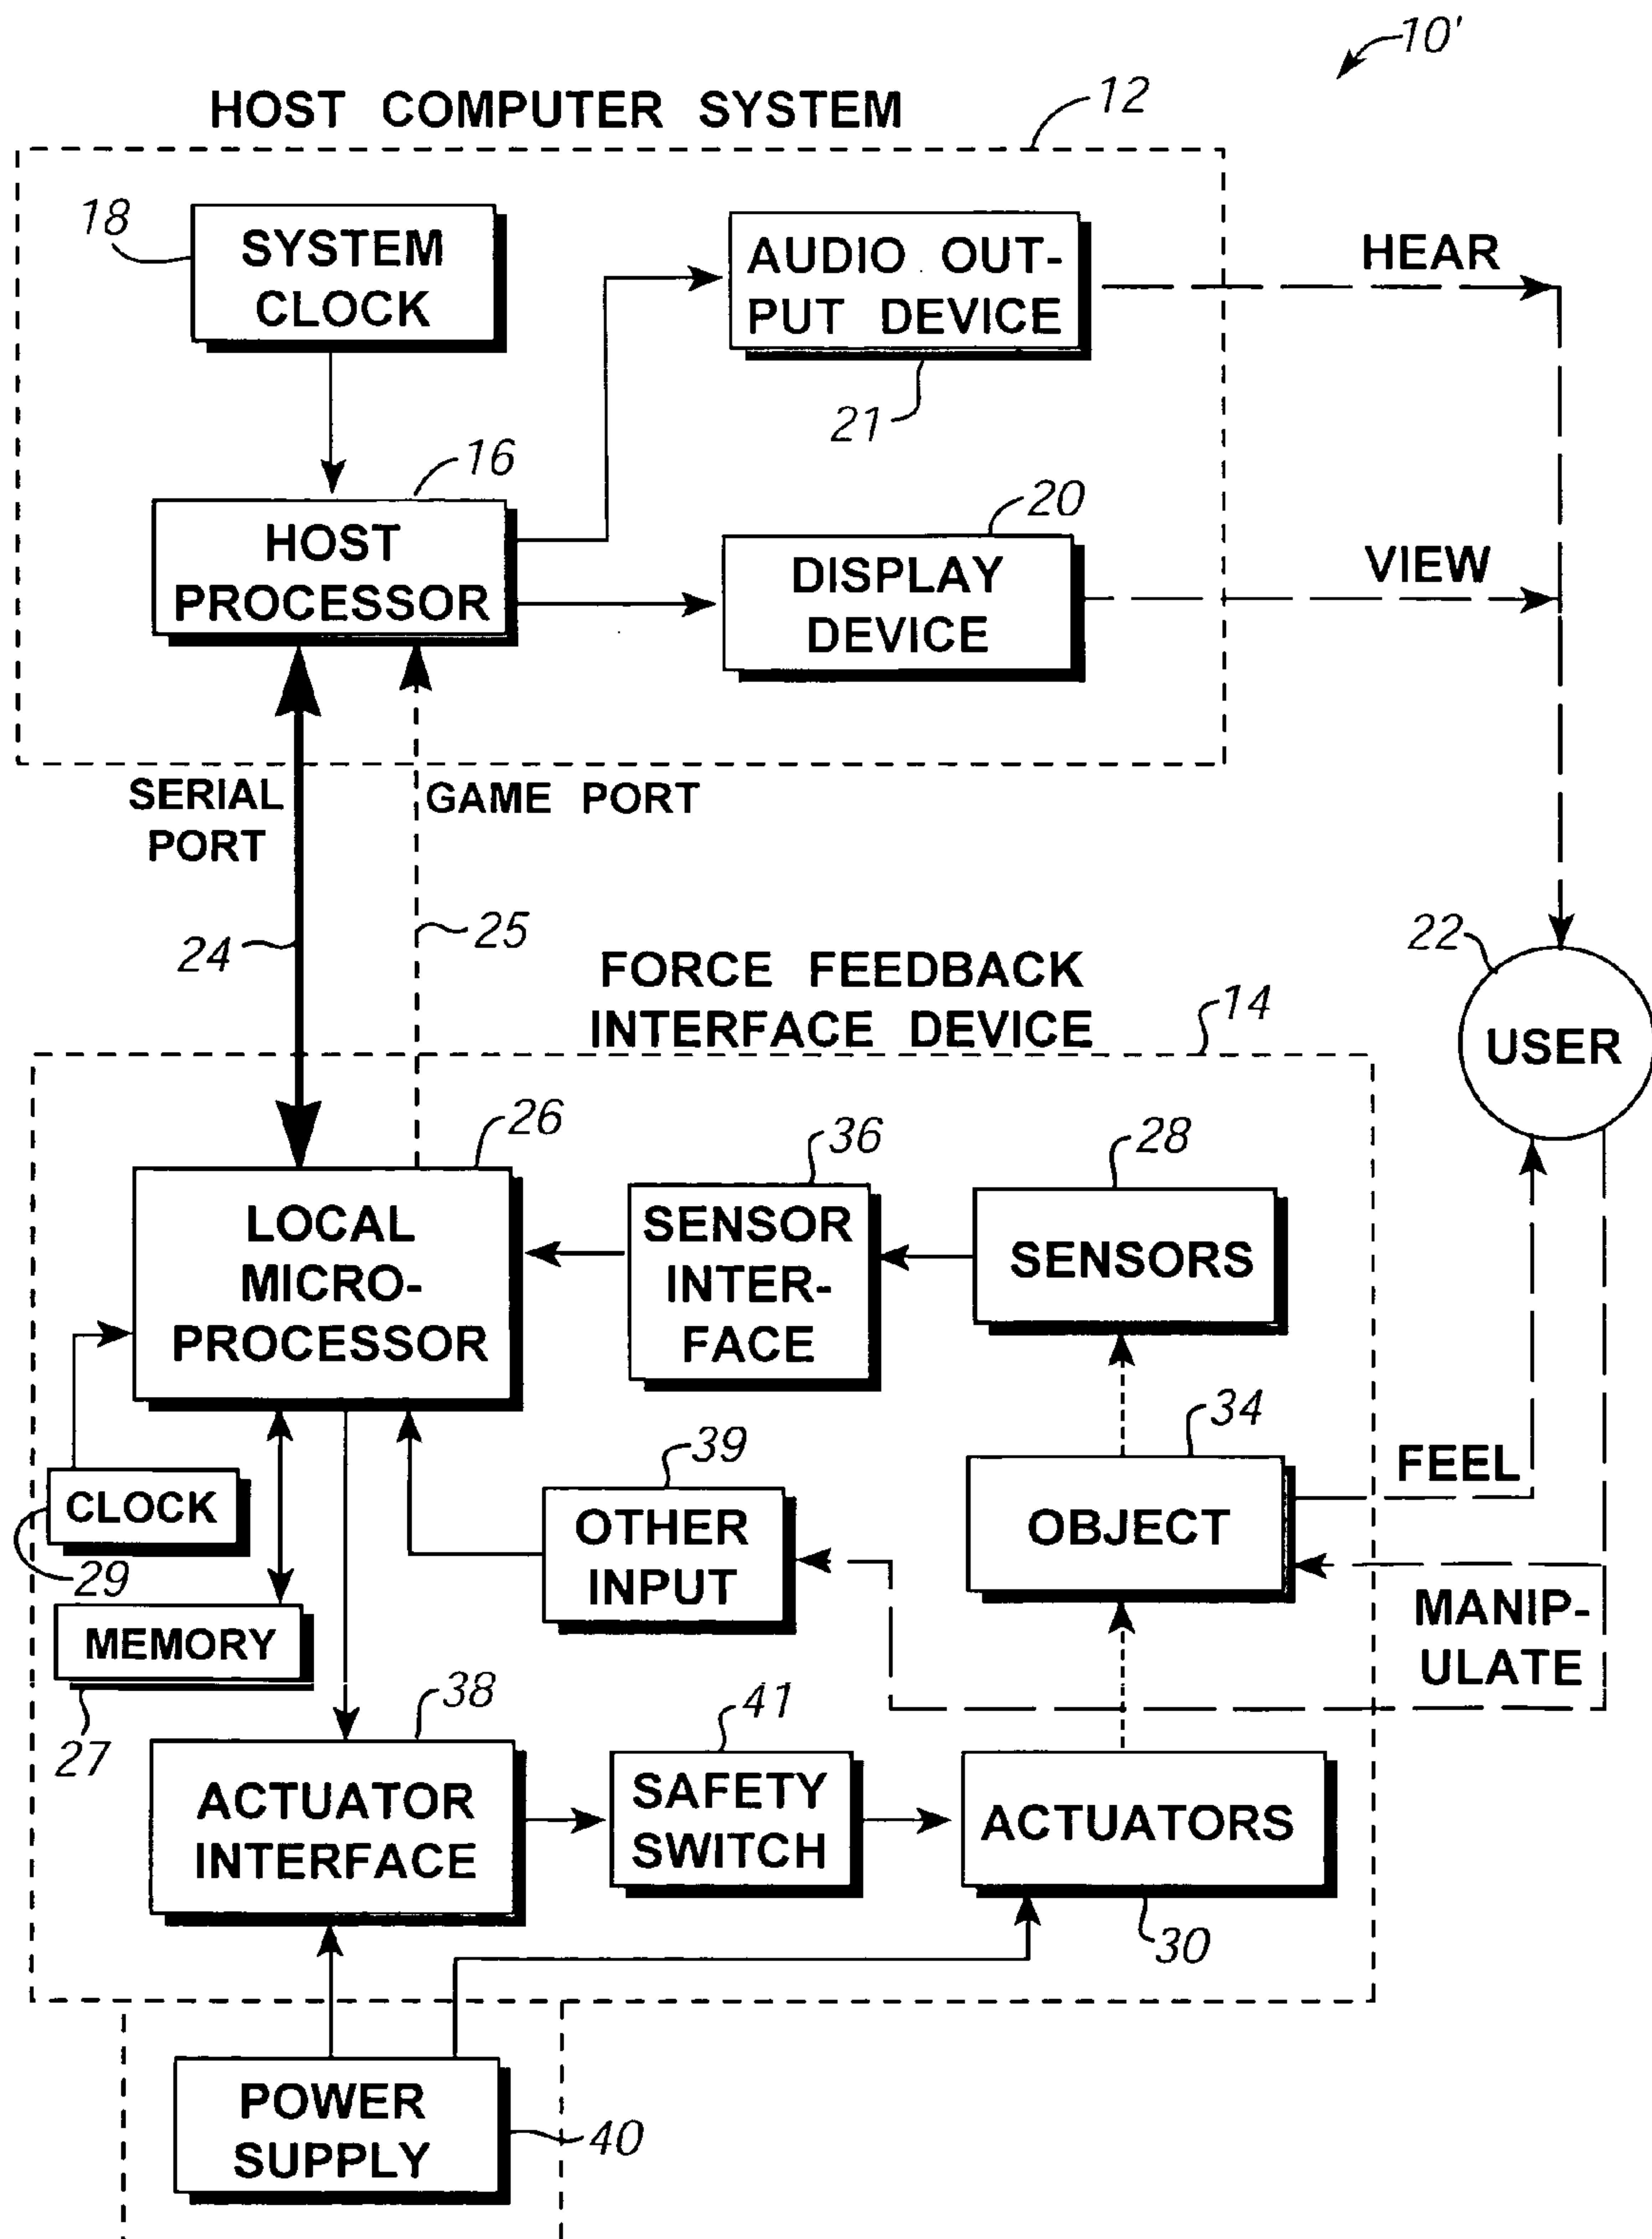 10'
HOST COMPUTER SYSTEM
12
18
SYSTEM
CLOCK
AUDIO OUT-
PUT DEVICE
21
HEAR
16
HOST
PROCESSOR
20
DISPLAY
DEVICE
VIEW
SERIAL
PORT
GAME PORT
24
25
22
USER
FORCE FEEDBACK
INTERFACE DEVICE
14
26
LOCAL
MICRO-
PROCESSOR
36
SENSOR
INTER-
FACE
28
SENSORS
34
OBJECT
FEEL
39
OTHER
INPUT
CLOCK
29
MEMORY
27
MANIP-
ULATE
38
ACTUATOR
INTERFACE
41
SAFETY
SWITCH
ACTUATORS
30
POWER
SUPPLY
40